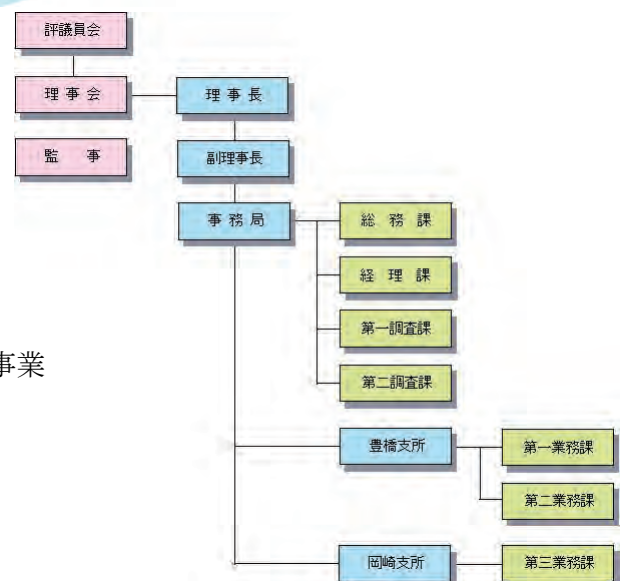 評議員会
理事会
理事長
監事
副理事長
事務局
総務課
経理課
第一調査課
第二調査課
事業
豊橋支所
第一業務課
第二業務課
岡崎支所
第三業務課